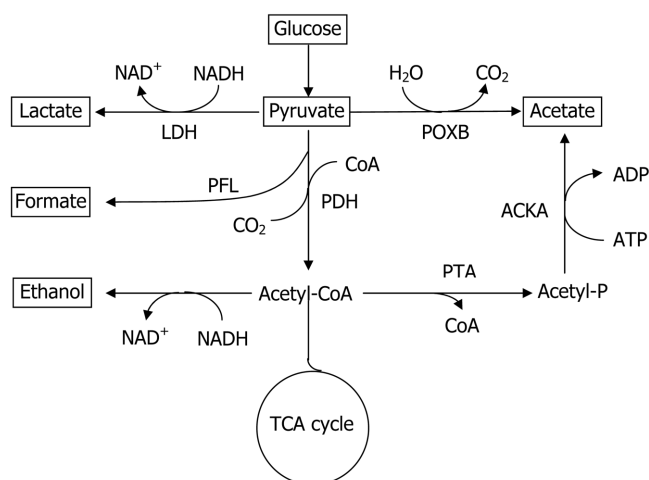 Glucose
NAD⁺ NADH H₂O CO₂
Lactate Pyruvate Acetate
LDH POXB
CoA ADP
PFL
Formate PDH ACKA
CO₂ ATP
PTA
Ethanol Acetyl-CoA Acetyl-P
NAD⁺ NADH CoA
TCA cycle